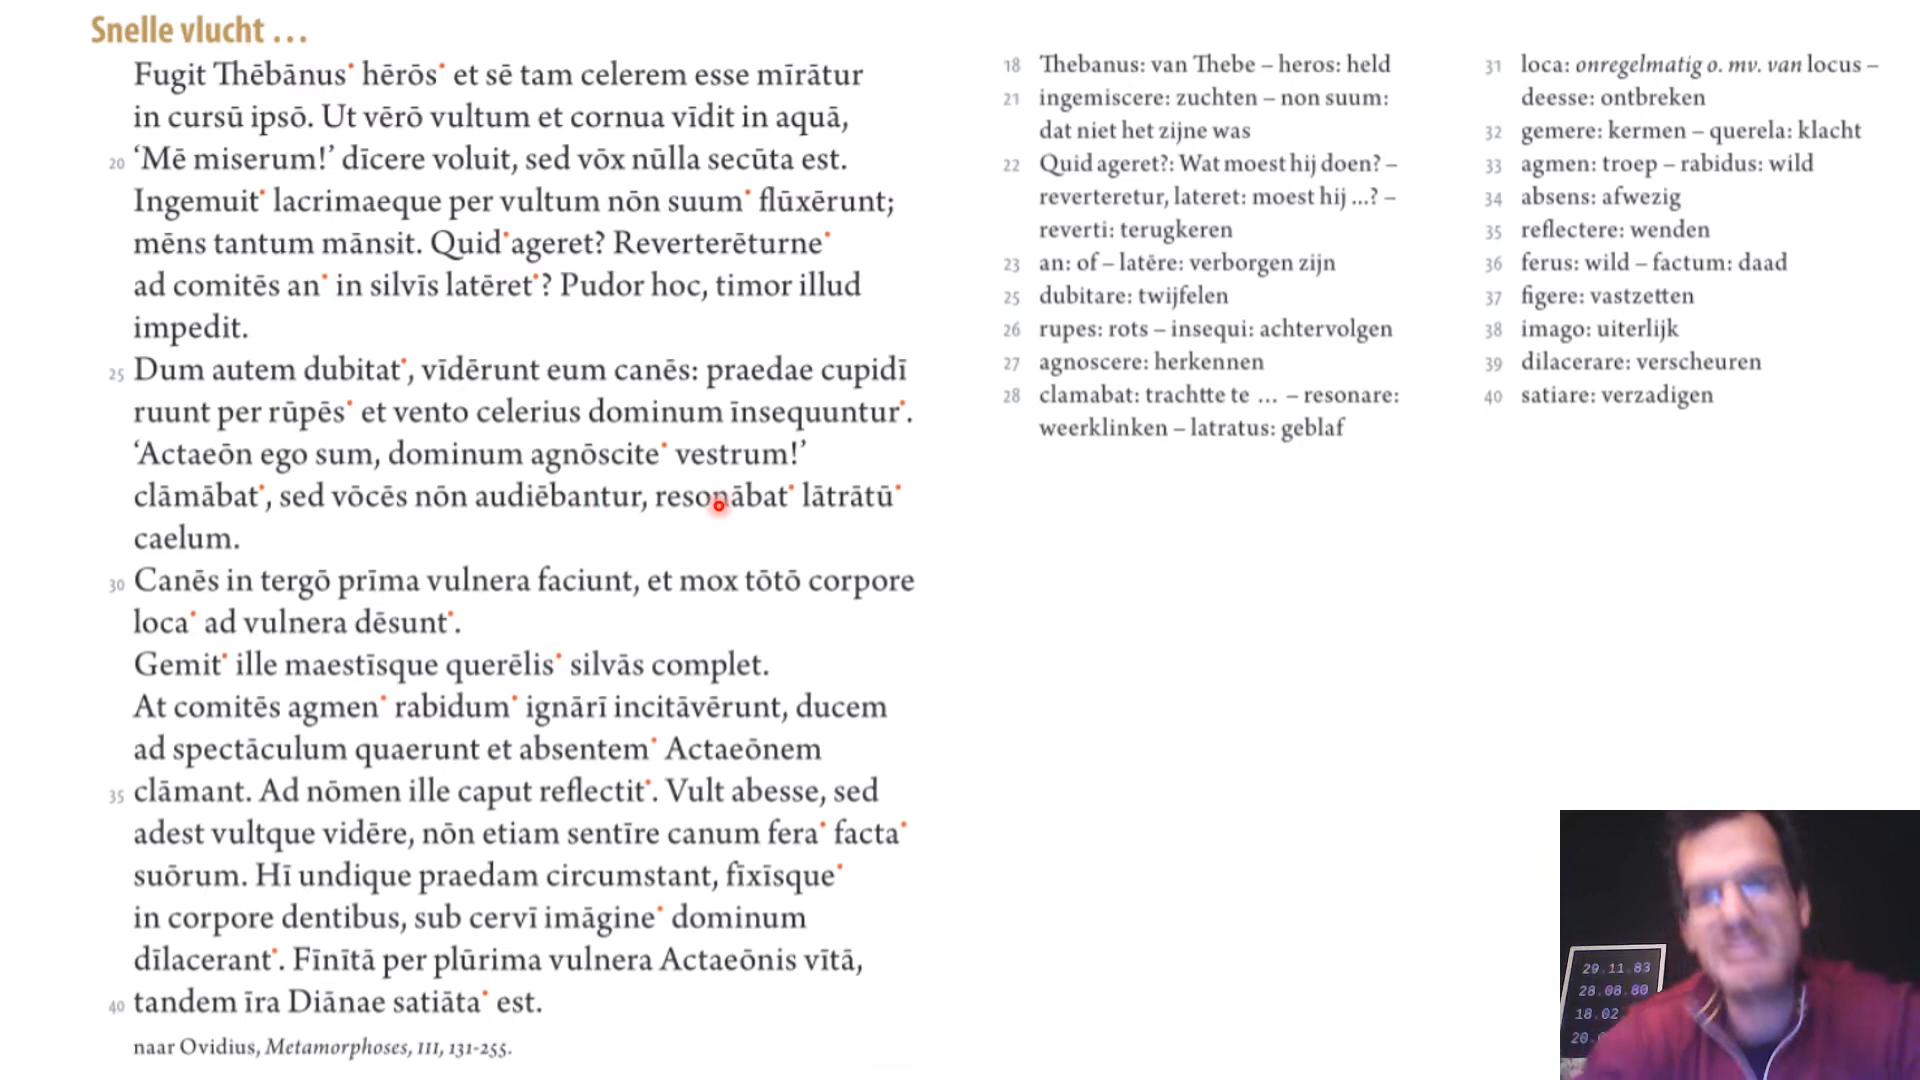 Snelle vlucht …
Fugit Thēbānus• hērōs• et sē tam celerem esse mīrātur
in cursū ipsō. Ut vērō vultum et cornua vīdit in aquā,
20 ‘Mē miserum!’ dīcere voluit, sed vōx nūlla secūta est.
Ingemuit• lacrimaeque per vultum nōn suum• flūxērunt;
mēns tantum mānsit. Quid•ageret? Reverterēturne•
ad comitēs an• in silvīs latēret•? Pudor hoc, timor illud
impedit.
25 Dum autem dubitat•, vīdērunt eum canēs: praedae cupidī
ruunt per rūpēs• et vento celerius dominum īnsequuntur•.
‘Actaeōn ego sum, dominum agnōscite• vestrum!’
clāmābat•, sed vōcēs nōn audiēbantur, resonābat• lātrātū•
caelum.
30 Canēs in tergō prīma vulnera faciunt, et mox tōtō corpore
loca• ad vulnera dēsunt•.
Gemit• ille maestīsque querēlis• silvās complet.
At comitēs agmen• rabidum• ignārī incitāvērunt, ducem
ad spectāculum quaerunt et absentem• Actaeōnem
35 clāmant. Ad nōmen ille caput reflectit•. Vult abesse, sed
adest vultque vidēre, nōn etiam sentīre canum fera• facta•
suōrum. Hī undique praedam circumstant, fīxīsque•
in corpore dentibus, sub cervī imāgine• dominum
dīlacerant•. Fīnītā per plūrima vulnera Actaeōnis vītā,
40 tandem īra Diānae satiāta• est.
naar Ovidius, Metamorphoses, III, 131-255.
18 Thebanus: van Thebe – heros: held
21 ingemiscere: zuchten – non suum:
dat niet het zijne was
22 Quid ageret?: Wat moest hij doen? –
reverteretur, lateret: moest hij ...? –
reverti: terugkeren
23 an: of – latēre: verborgen zijn
25 dubitare: twijfelen
26 rupes: rots – insequi: achtervolgen
27 agnoscere: herkennen
28 clamabat: trachtte te … – resonare:
weerklinken – latratus: geblaf
31 loca: onregelmatig o. mv. van locus –
deesse: ontbreken
32 gemere: kermen – querela: klacht
33 agmen: troep – rabidus: wild
34 absens: afwezig
35 reflectere: wenden
36 ferus: wild – factum: daad
37 figere: vastzetten
38 imago: uiterlijk
39 dilacerare: verscheuren
40 satiare: verzadigen
29.11.83
28.08.80
18.02
20.